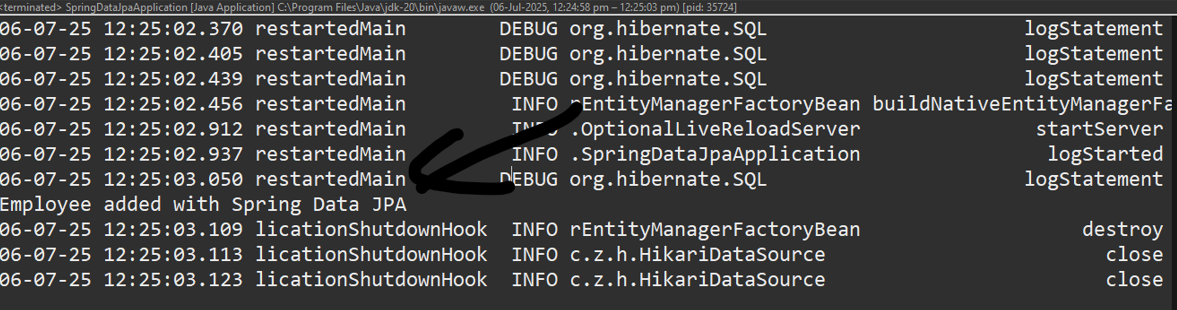 <terminated> SpringDataJpaApplication [Java Application] C:\Program Files\Java\jdk-20\bin\javaw.exe (06-Jul-2025, 12:24:58 pm – 12:25:03 pm) [pid: 35724]
06-07-25 12:25:02.370 restartedMain DEBUG org.hibernate.SQL logStatement
06-07-25 12:25:02.405 restartedMain DEBUG org.hibernate.SQL logStatement
06-07-25 12:25:02.439 restartedMain DEBUG org.hibernate.SQL logStatement
06-07-25 12:25:02.456 restartedMain INFO rEntityManagerFactoryBean buildNativeEntityManagerFa
06-07-25 12:25:02.912 restartedMain INFO .OptionalLiveReloadServer startServer
06-07-25 12:25:02.937 restartedMain INFO .SpringDataJpaApplication logStarted
06-07-25 12:25:03.050 restartedMain DEBUG org.hibernate.SQL logStatement
Employee added with Spring Data JPA
06-07-25 12:25:03.109 licationShutdownHook INFO rEntityManagerFactoryBean destroy
06-07-25 12:25:03.113 licationShutdownHook INFO c.z.h.HikariDataSource close
06-07-25 12:25:03.123 licationShutdownHook INFO c.z.h.HikariDataSource close